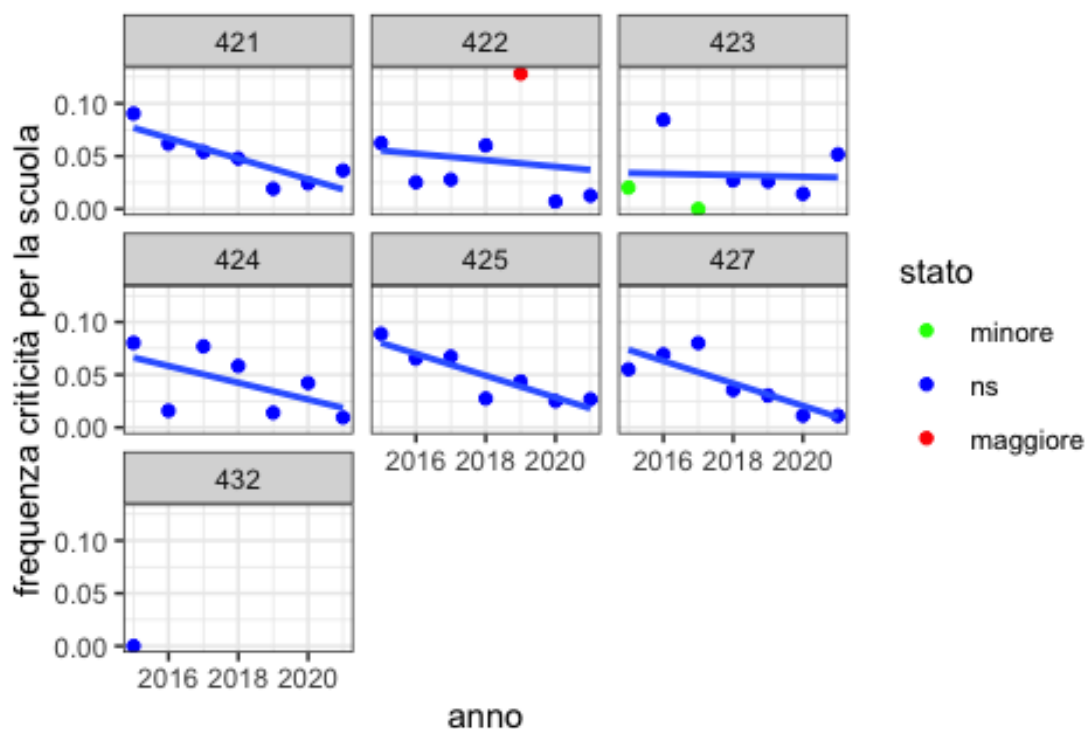 421 422 423
0.10
0.05
0.00
424 425 427
0.10
0.05
0.00
2016 2018 2020 2016 2018 2020
432
0.10
0.05
0.00
2016 2018 2020
anno
frequenza criticità per la scuola
stato
minore
ns
maggiore